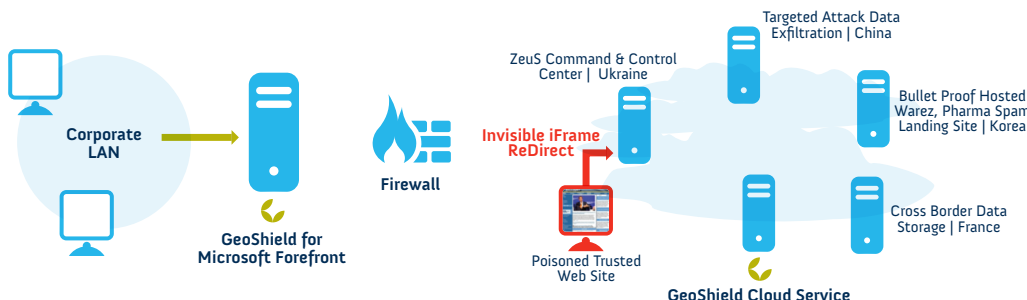 Corporate
LAN
GeoShield for
Microsoft Forefront
Firewall
Invisible iFrame
ReDirect
Poisoned Trusted
Web Site
ZeuS Command & Control
Center | Ukraine
Targeted Attack Data
Exfiltration | China
Bullet Proof Hosted
Warez, Pharma Spam
Landing Site | Korea
Cross Border Data
Storage | France
GeoShield Cloud Service